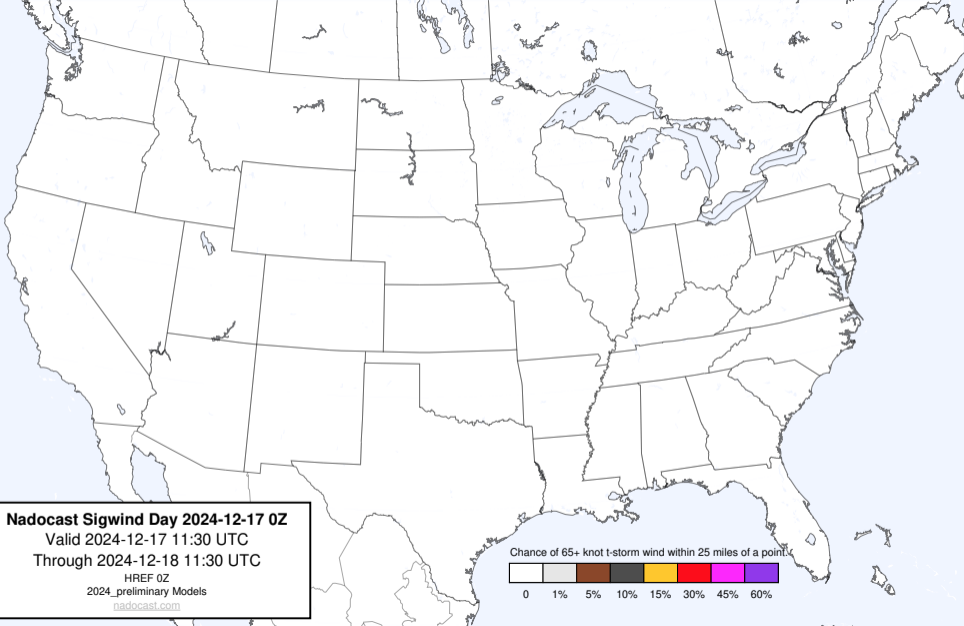 Nadocast Sigwind Day 2024-12-17 0Z
Valid 2024-12-17 11:30 UTC
Through 2024-12-18 11:30 UTC
HREF 0Z
2024_preliminary Models
nadocast.com
Chance of 65+ knot t-storm wind within 25 miles of a point.
0 1% 5% 10% 15% 30% 45% 60%